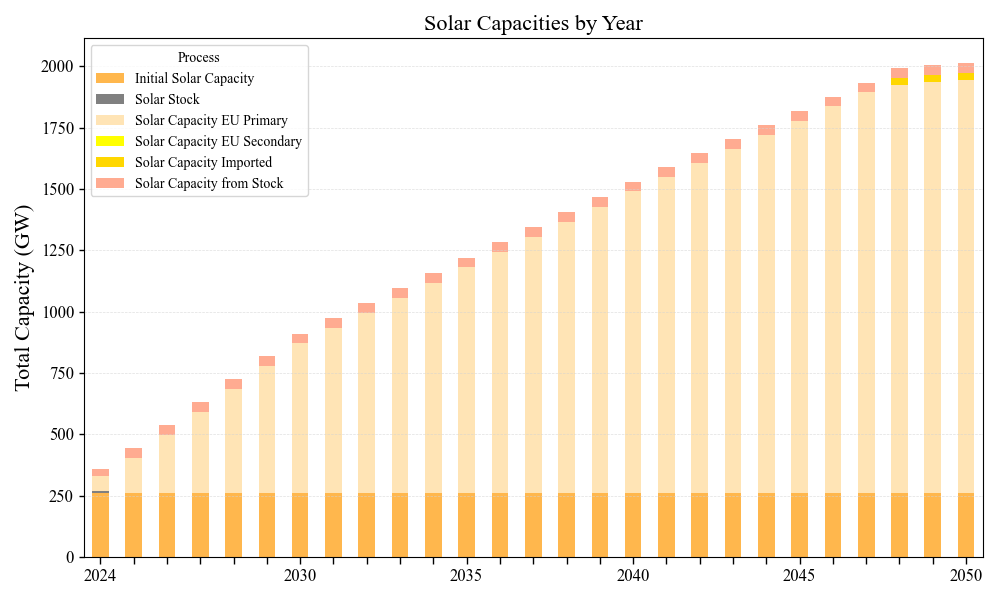 Solar Capacities by Year
Total Capacity (GW)
2000
1750
1500
1250
1000
750
500
250
0
Process
Initial Solar Capacity
Solar Stock
Solar Capacity EU Primary
Solar Capacity EU Secondary
Solar Capacity Imported
Solar Capacity from Stock
2024
2030
2035
2040
2045
2050